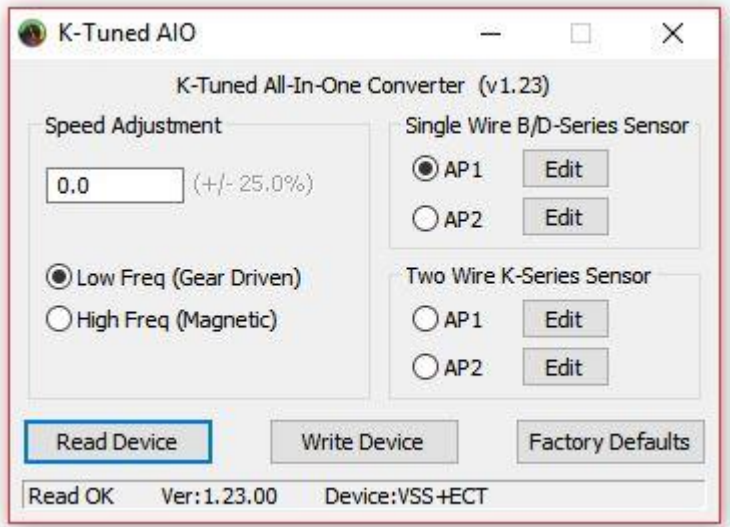 K-Tuned AIO
K-Tuned All-In-One Converter (v1.23)
Speed Adjustment
0.0 (+/- 25.0%)
Low Freq (Gear Driven)
High Freq (Magnetic)
Single Wire B/D-Series Sensor
AP1 Edit
AP2 Edit
Two Wire K-Series Sensor
AP1 Edit
AP2 Edit
Read Device Write Device Factory Defaults
Read OK Ver:1.23.00 Device:VSS+ECT